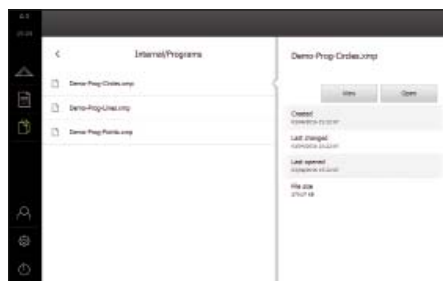 Internal/Programs
Demo-Prog-Circles.xmp
Demo-Prog-Lines.xmp
Demo-Prog-Points.xmp
Demo-Prog-Circles.xmp
View
Open
Created
Last changed
Last opened
File size